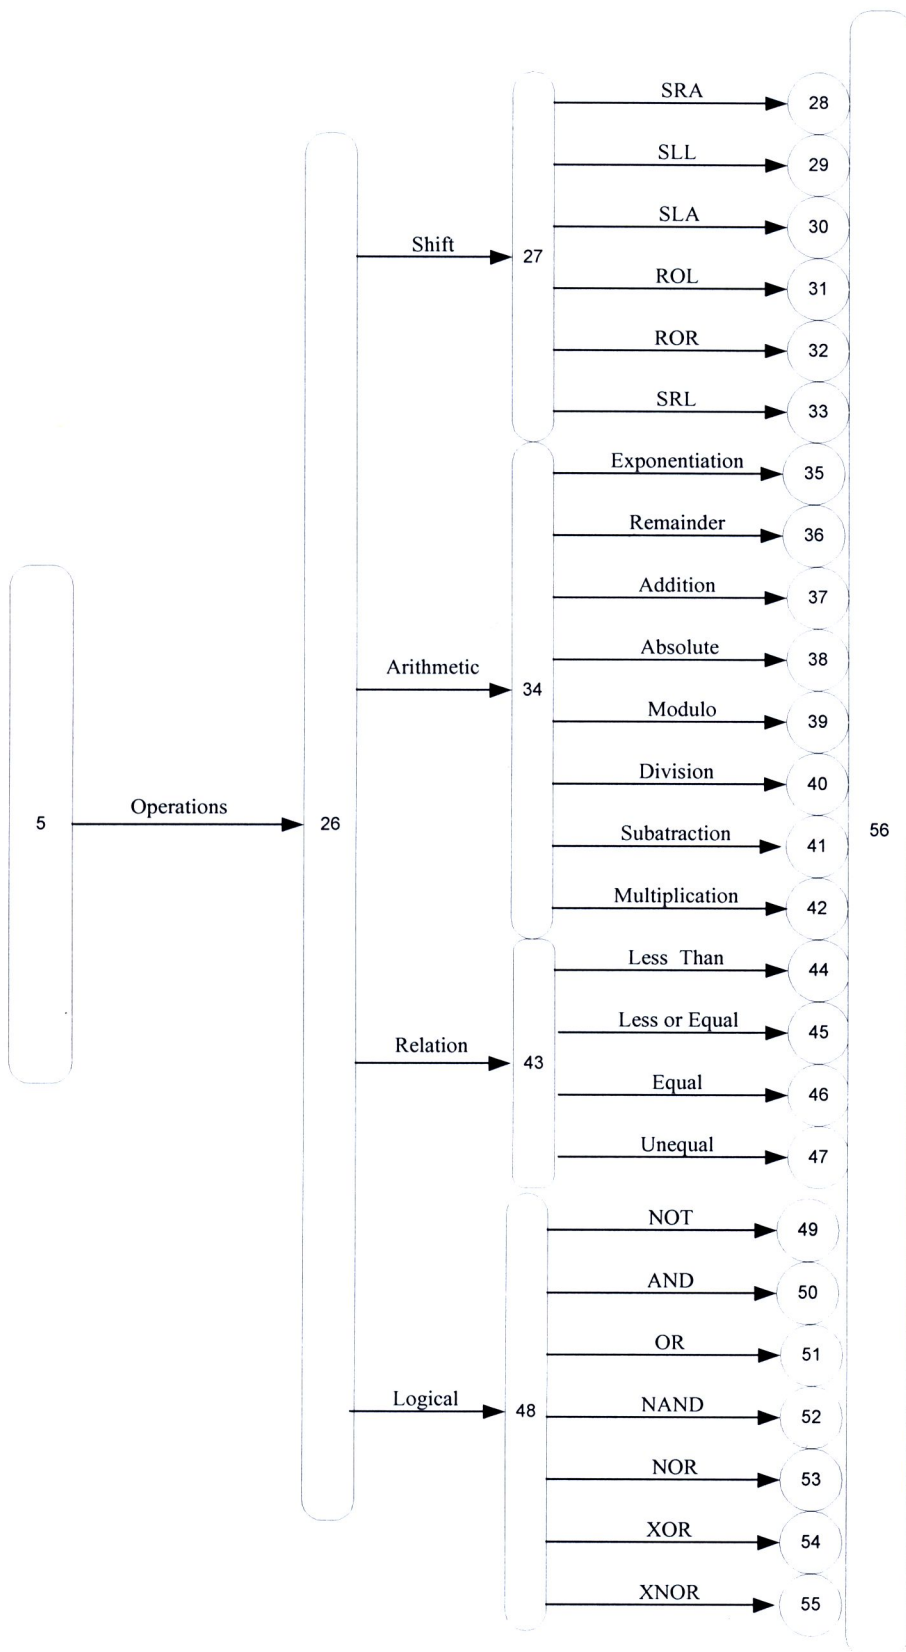 SRA
28
SLL
29
SLA
30
Shift
27
ROL
31
ROR
32
SRL
33
Exponentiation
35
Remainder
36
Addition
37
Absolute
38
Arithmetic
34
Modulo
39
Division
40
5
Operations
26
Subatraction
41
56
Multiplication
42
Less Than
44
Less or Equal
45
Relation
43
Equal
46
Unequal
47
NOT
49
AND
50
OR
51
Logical
48
NAND
52
NOR
53
XOR
54
XNOR
55